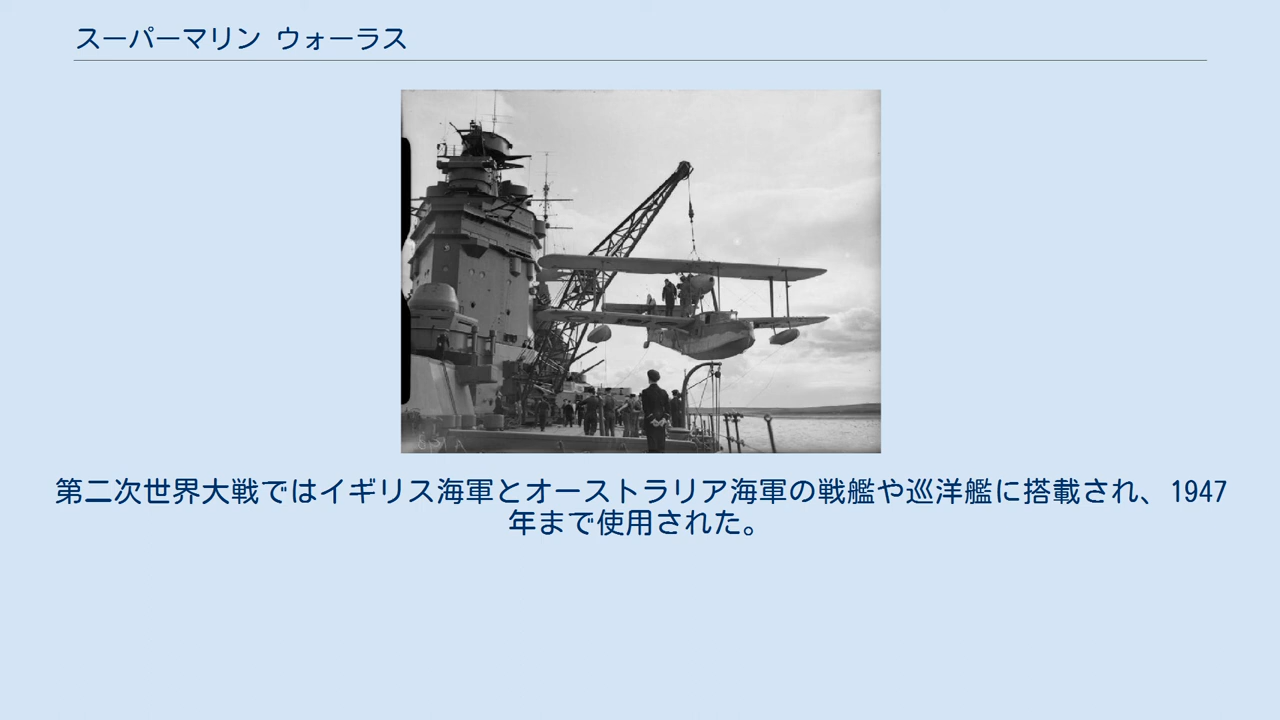 スーパーマリン ウォーラス
第二次世界大戦ではイギリス海軍とオーストラリア海軍の戦艦や巡洋艦に搭載され、1947
年まで使用された。